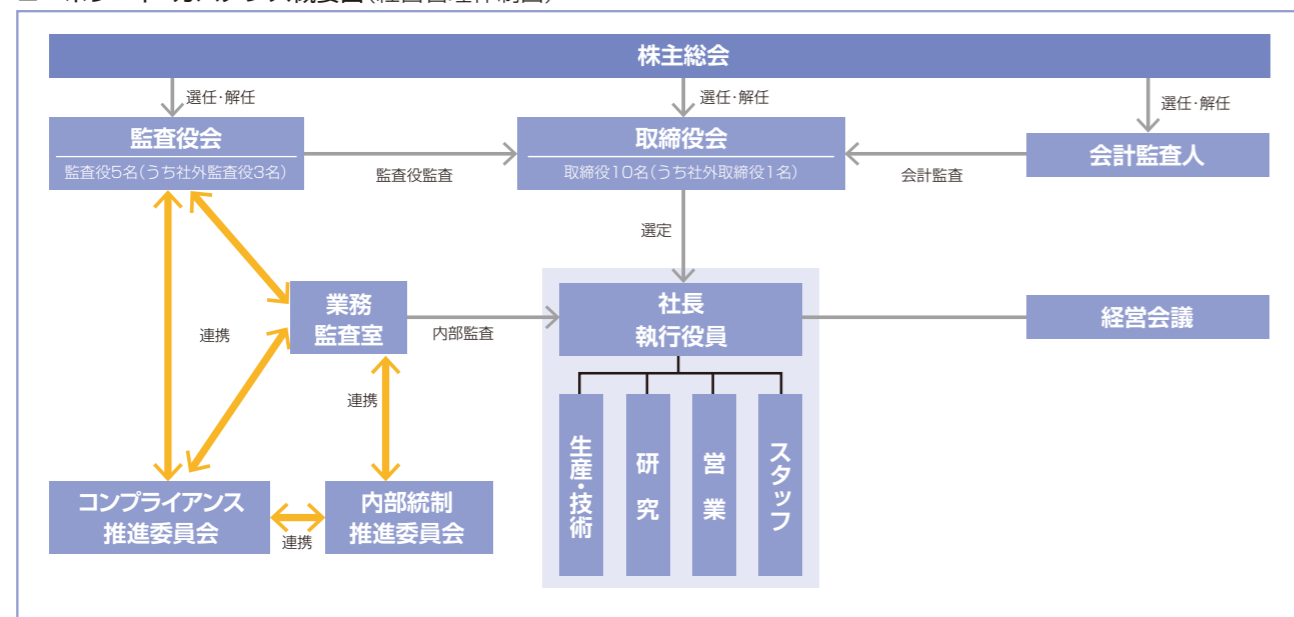 株主総会
選任・解任
選任・解任
選任・解任
監査役会
監査役5名(うち社外監査役3名)
監査役監査
取締役会
取締役10名(うち社外取締役1名)
会計監査
会計監査人
選定
業務
監査室
内部監査
社長
執行役員
経営会議
連携
連携
生産・技術
研究
営業
スタッフ
コンプライアンス
推進委員会
連携
内部統制
推進委員会